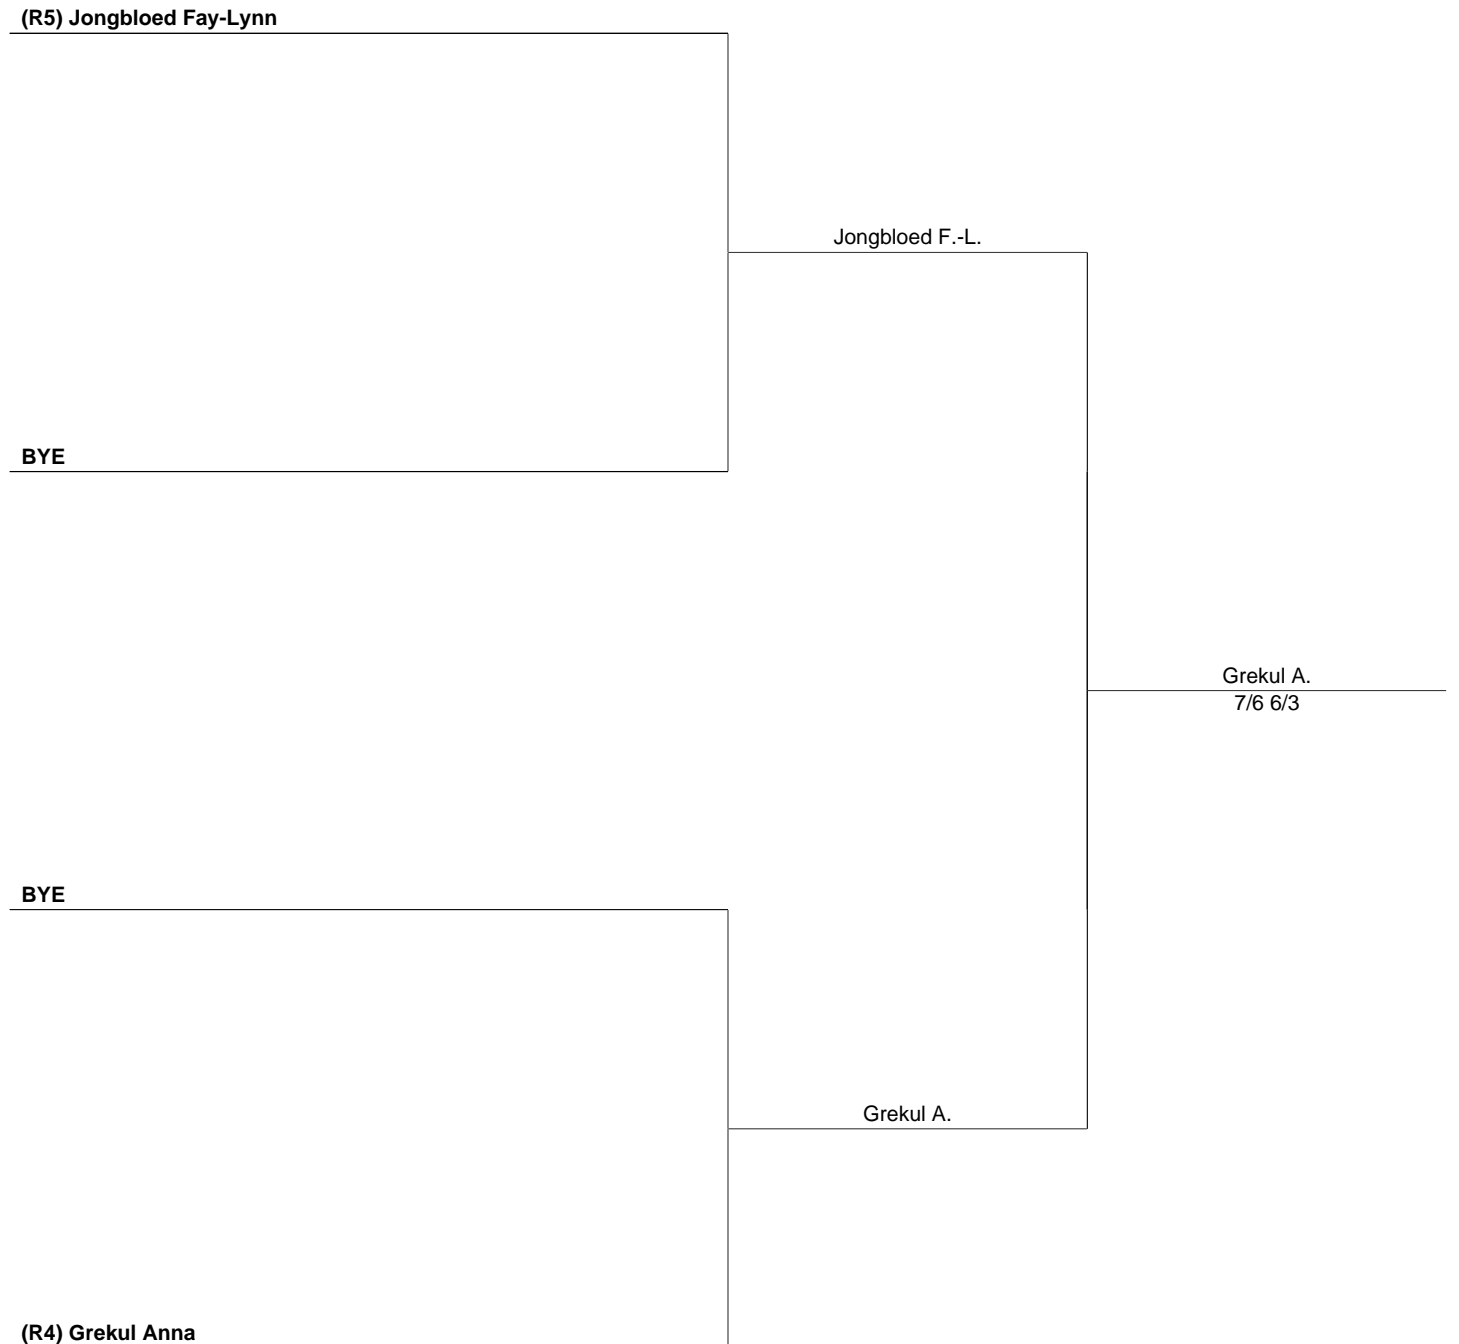 (R5) Jongbloed Fay-Lynn
Jongbloed F.-L.
BYE
Grekul A.
7/6 6/3
BYE
Grekul A.
(R4) Grekul Anna